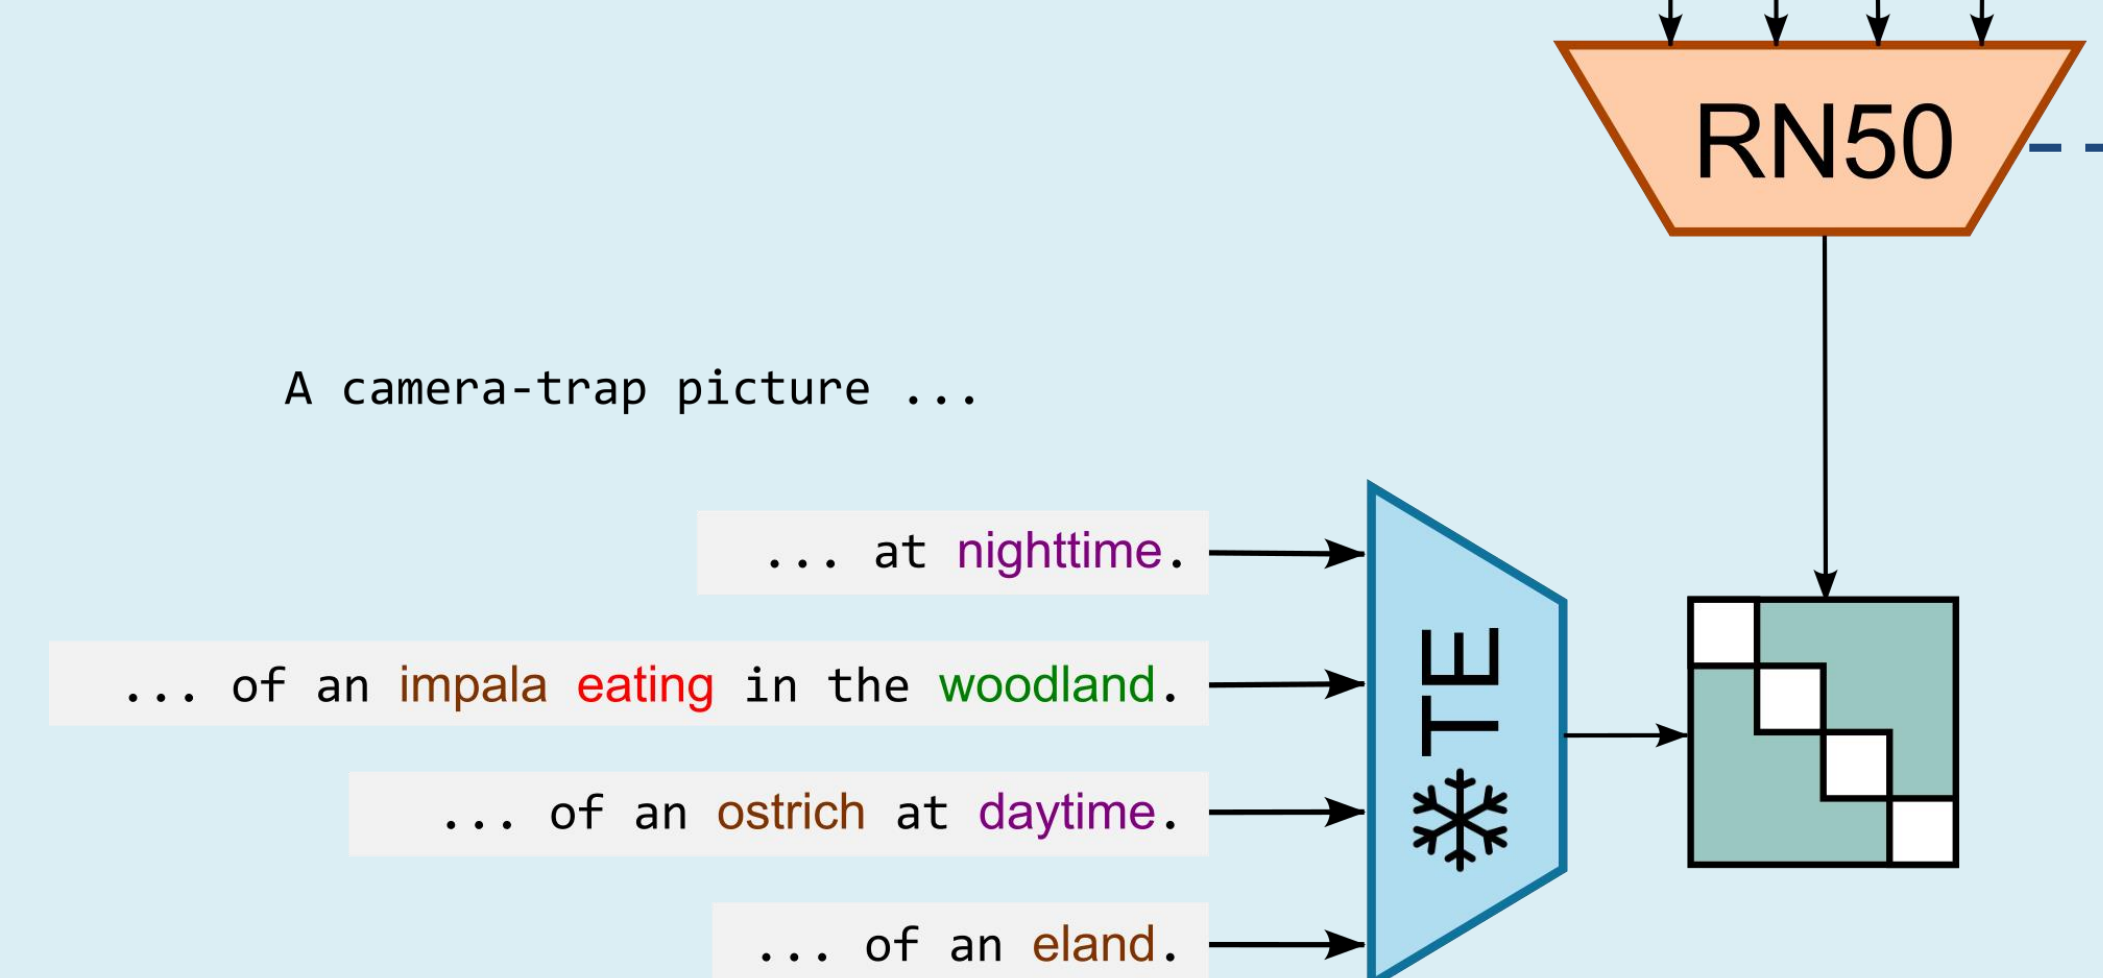 RN50
A camera-trap picture ...
... at nighttime.
... of an impala eating in the woodland.
... of an ostrich at daytime.
... of an eland.
TE